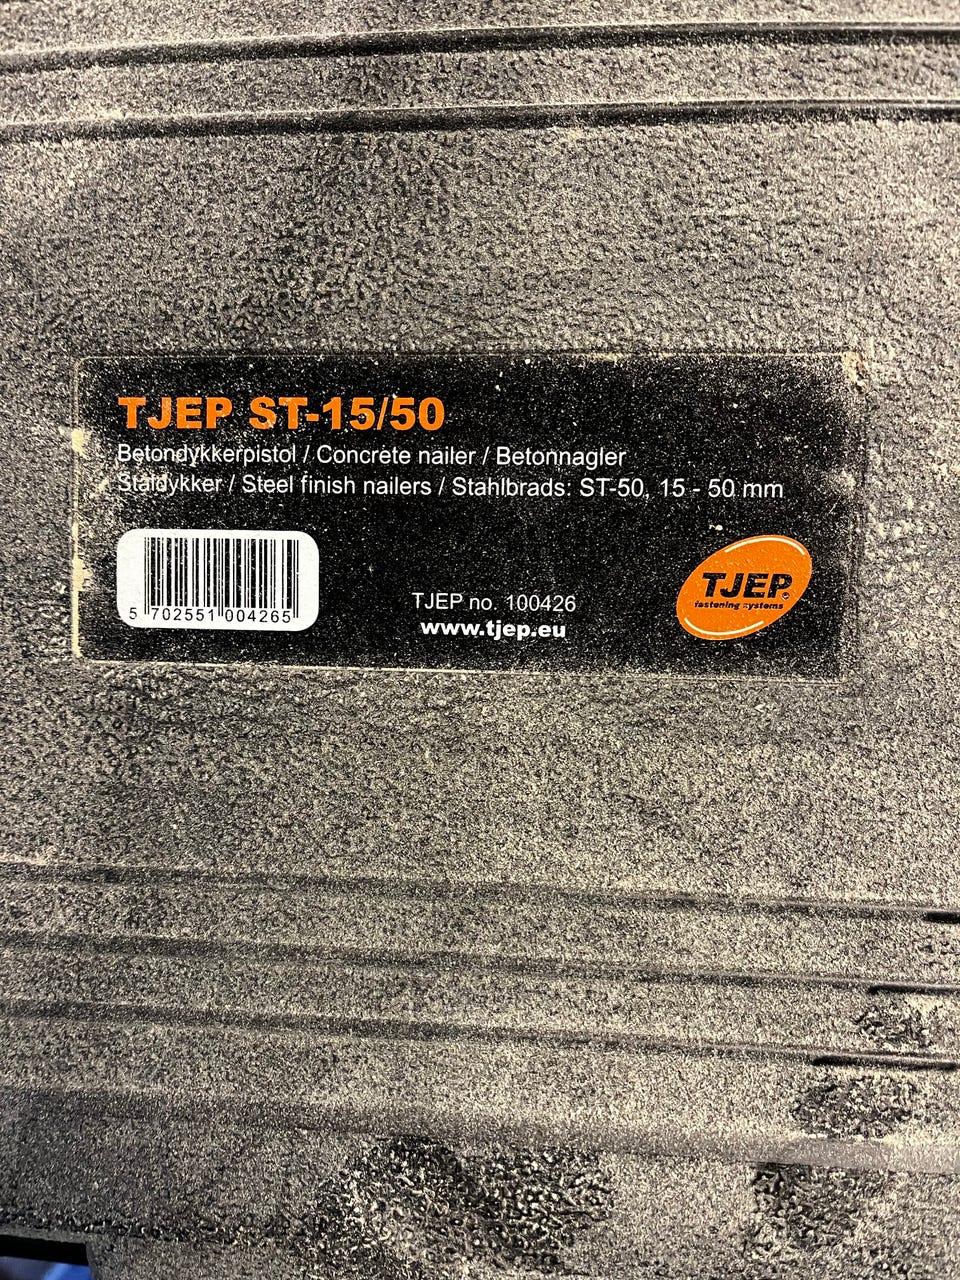 TJEP ST-15/50
Betondykkerpistol / Concrete nailer / Betonnagler
Ståldykker / Steel finish nailers / Stahlbrads: ST-50, 15 - 50 mm
5 702551 004265
TJEP no. 100426
www.tjep.eu
TJEP
fastening systems